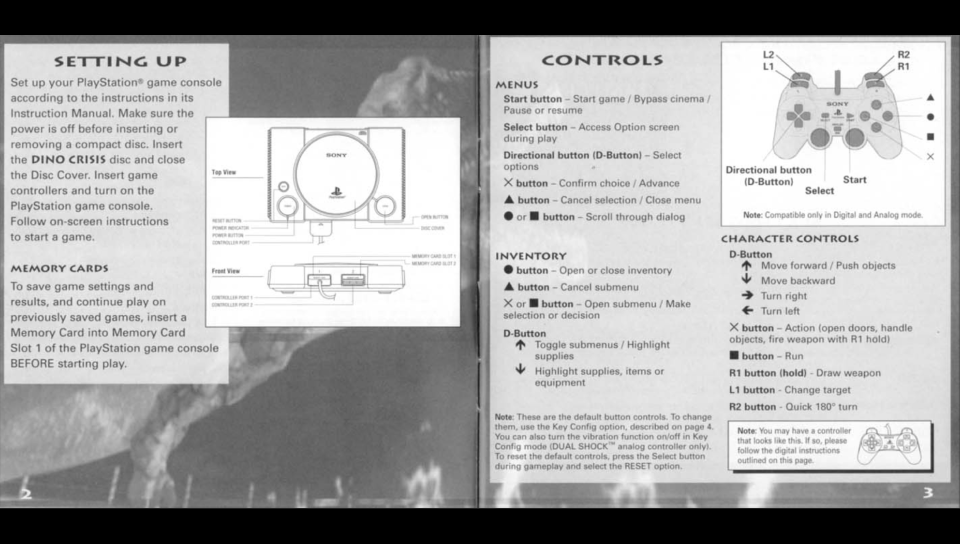 SETTING UP
Set up your PlayStation® game console
according to the instructions in its
Instruction Manual. Make sure the
power is off before inserting or
removing a compact disc. Insert
the DINO CRISIS disc and close
the Disc Cover. Insert game
controllers and turn on the
PlayStation game console.
Follow on-screen instructions
to start a game.
MEMORY CARDS
To save game settings and
results, and continue play on
previously saved games, insert a
Memory Card into Memory Card
Slot 1 of the PlayStation game console
BEFORE starting play.
SONY
Top View
RESET BUTTON
POWER INDICATOR
POWER BUTTON
CONTROLLER PORT
OPEN BUTTON
DISC COVER
MEMORY CARD SLOT 1
MEMORY CARD SLOT 2
Front View
CONTROLLER PORT 1
CONTROLLER PORT 2
2
CONTROLS
MENUS
Start button – Start game / Bypass cinema /
Pause or resume
Select button – Access Option screen
during play
Directional button (D-Button) – Select
options
✕ button – Confirm choice / Advance
▲ button – Cancel selection / Close menu
● or ■ button – Scroll through dialog
INVENTORY
● button – Open or close inventory
▲ button – Cancel submenu
✕ or ■ button – Open submenu / Make
selection or decision
D-Button
↑ Toggle submenus / Highlight
supplies
↓ Highlight supplies, items or
equipment
Note: These are the default button controls. To change
them, use the Key Config option, described on page 4.
You can also turn the vibration function on/off in Key
Config mode (DUAL SHOCK™ analog controller only).
To reset the default controls, press the Select button
during gameplay and select the RESET option.
L2
L1
R2
R1
SONY
▲
●
■
✕
Directional button
(D-Button)
Select
Start
Note: Compatible only in Digital and Analog mode.
CHARACTER CONTROLS
D-Button
↑ Move forward / Push objects
↓ Move backward
→ Turn right
← Turn left
✕ button – Action (open doors, handle
objects, fire weapon with R1 hold)
■ button – Run
R1 button (hold) - Draw weapon
L1 button - Change target
R2 button - Quick 180° turn
Note: You may have a controller
that looks like this. If so, please
follow the digital instructions
outlined on this page.
3